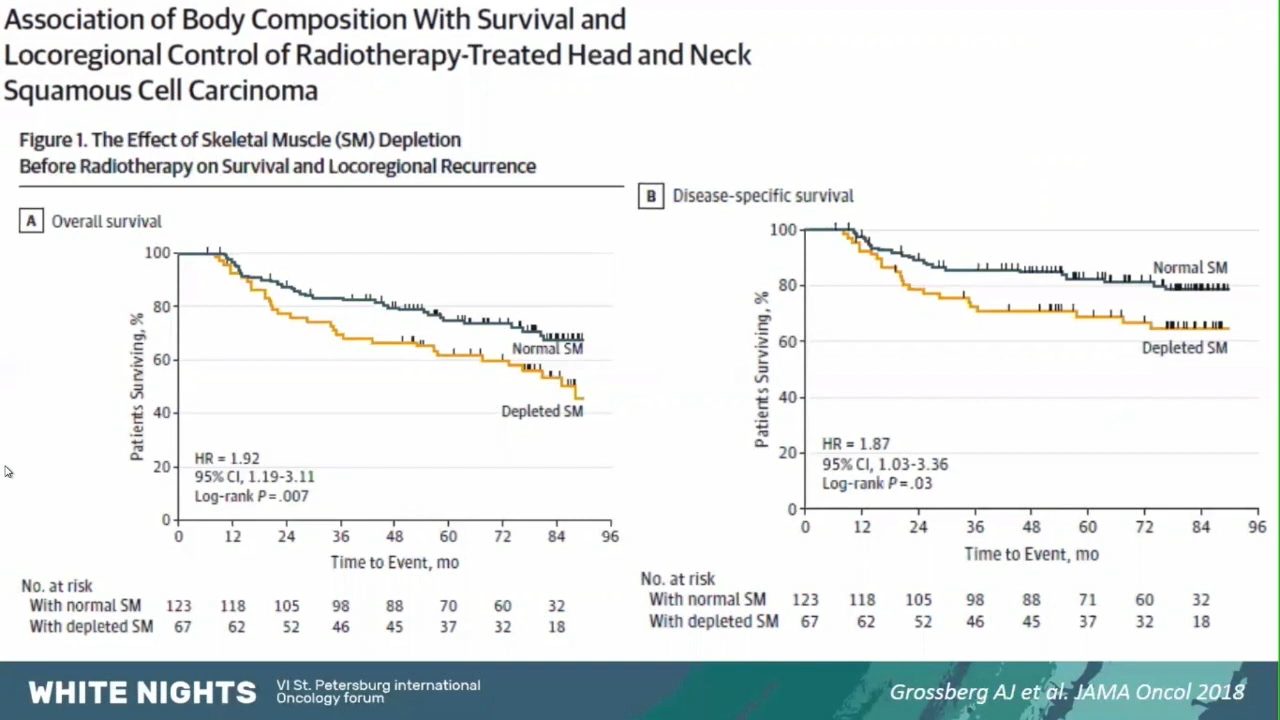 Association of Body Composition With Survival and
Locoregional Control of Radiotherapy-Treated Head and Neck
Squamous Cell Carcinoma
Figure 1. The Effect of Skeletal Muscle (SM) Depletion
Before Radiotherapy on Survival and Locoregional Recurrence
A Overall survival
Patients Surviving, %
100
80
60
40
20
0
Normal SM
Depleted SM
HR = 1.92
95% CI, 1.19-3.11
Log-rank P=.007
0 12 24 36 48 60 72 84 96
Time to Event, mo
No. at risk
With normal SM 123 118 105 98 88 70 60 32
With depleted SM 67 62 52 46 45 37 32 18
B Disease-specific survival
Patients Surviving, %
100
80
60
40
20
0
Normal SM
Depleted SM
HR = 1.87
95% CI, 1.03-3.36
Log-rank P=.03
0 12 24 36 48 60 72 84 96
Time to Event, mo
No. at risk
With normal SM 123 118 105 98 88 71 60 32
With depleted SM 67 62 52 46 45 37 32 18
WHITE NIGHTS
VI St. Petersburg international
Oncology forum
Grossberg AJ et al. JAMA Oncol 2018